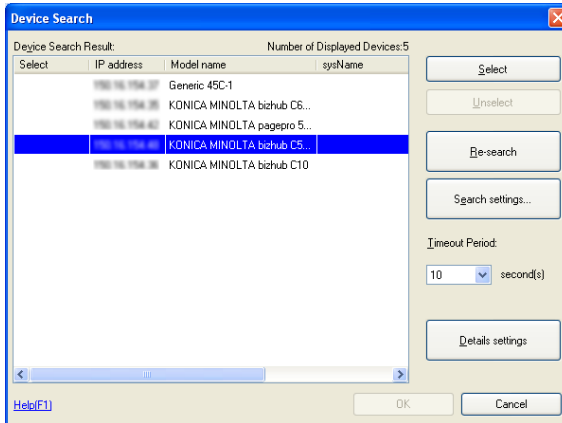 Device Search
Device Search Result: Number of Displayed Devices:5
Select IP address Model name sysName
Generic 45C-1
KONICA MINOLTA bizhub C6...
KONICA MINOLTA pagepro 5...
KONICA MINOLTA bizhub C5...
KONICA MINOLTA bizhub C10
Select
Unselect
Re-search
Search settings...
Timeout Period:
10 second(s)
Details settings
Help(F1) OK Cancel